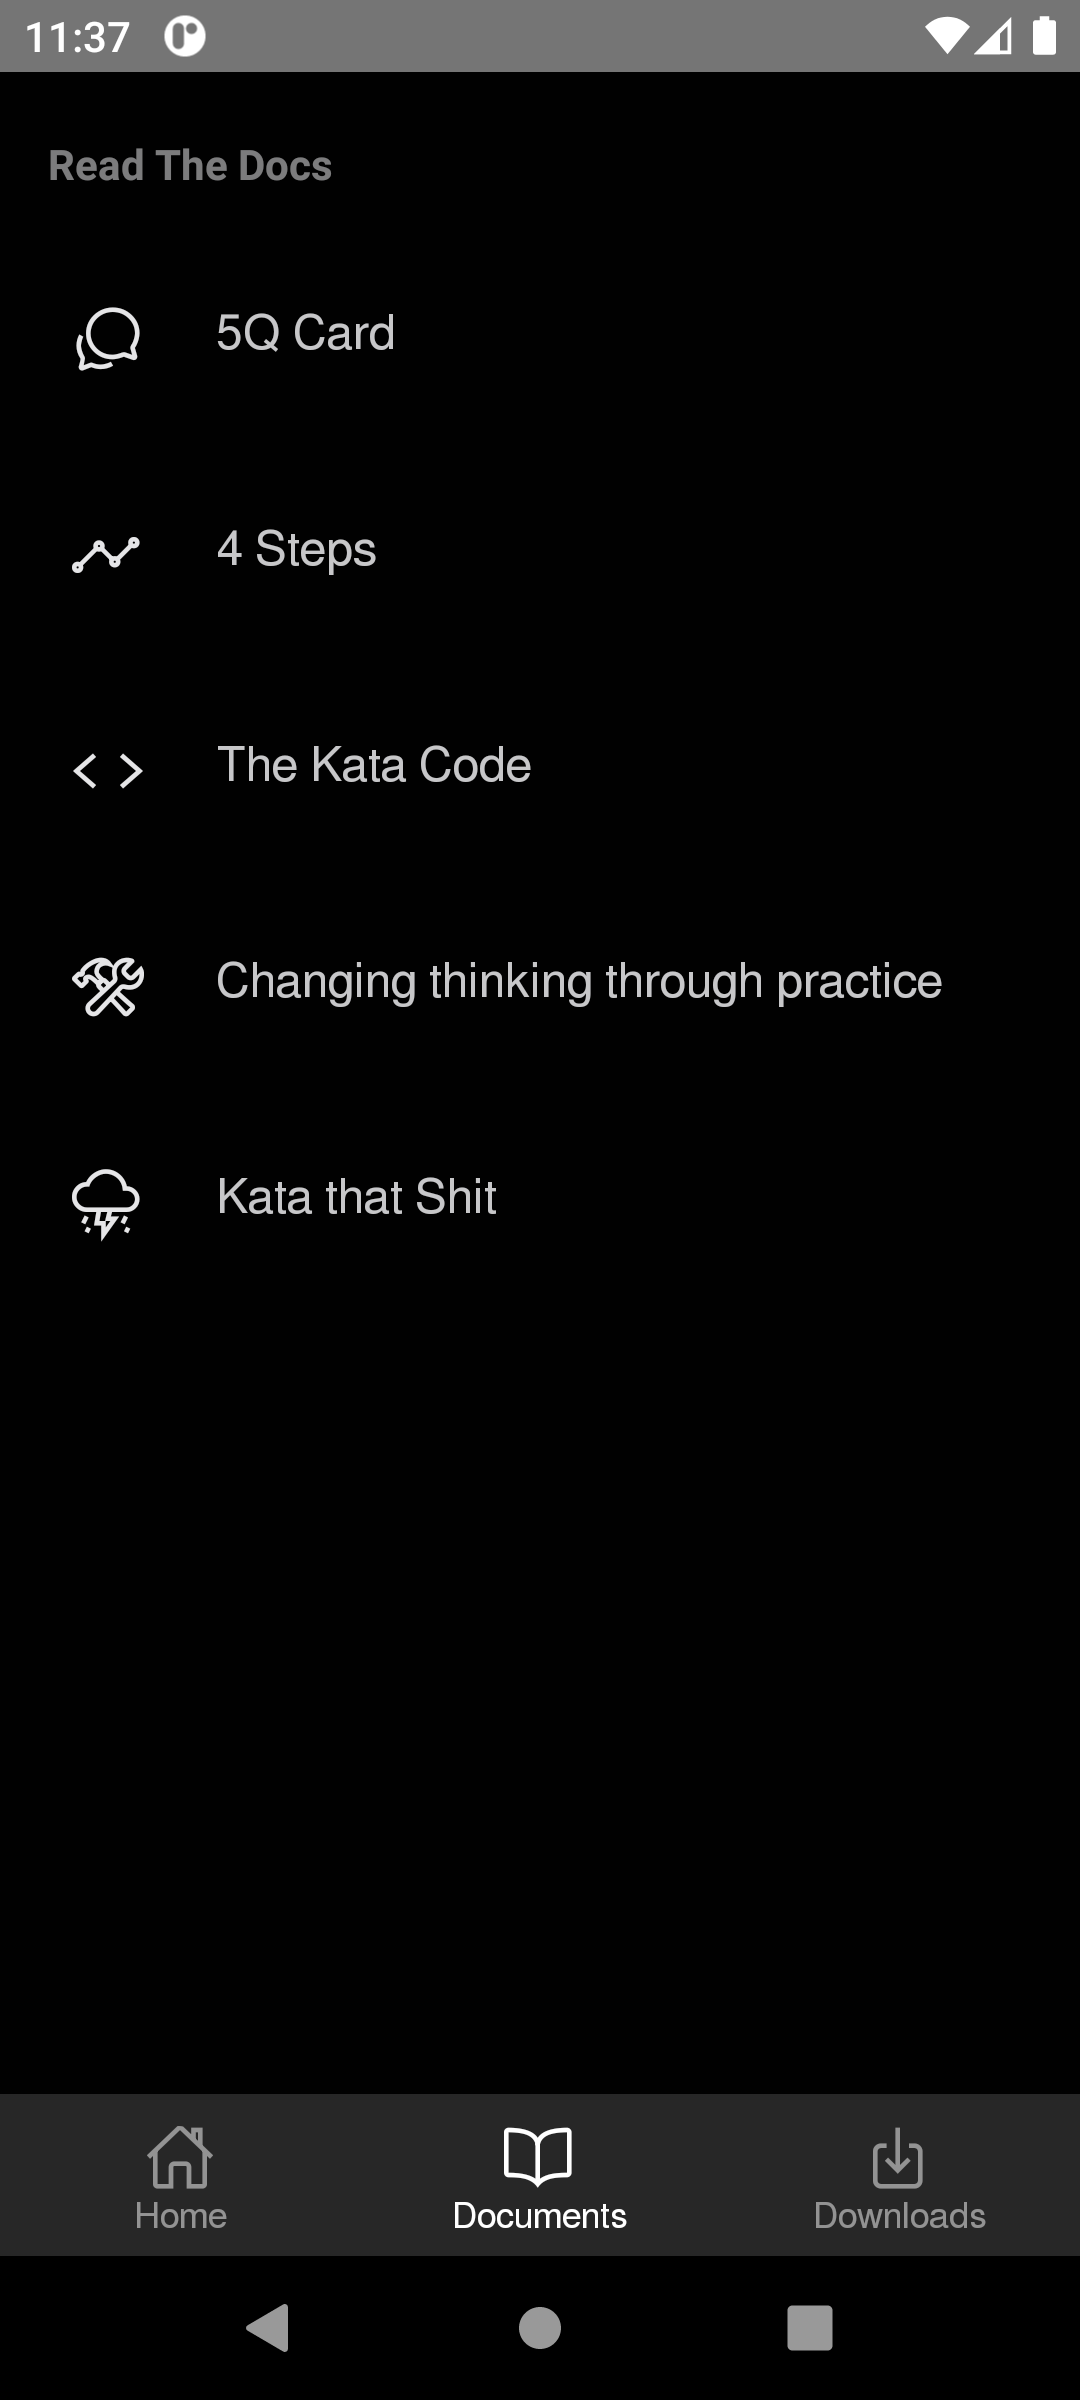 11:37
Read The Docs
5Q Card
4 Steps
The Kata Code
Changing thinking through practice
Kata that Shit
Home
Documents
Downloads